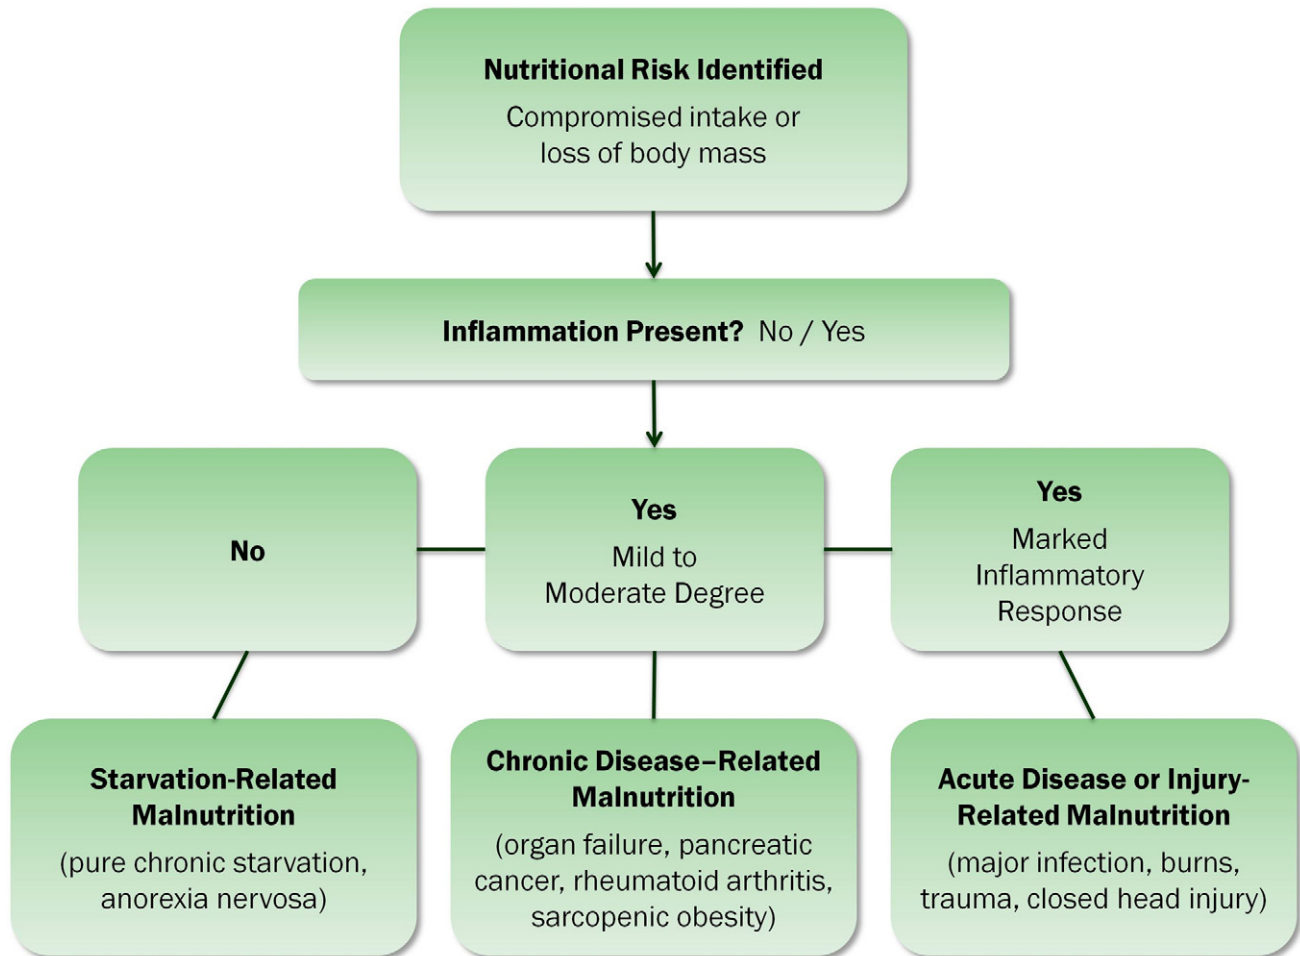 Nutritional Risk Identified
Compromised intake or
loss of body mass
Inflammation Present? No / Yes
No
Yes
Mild to
Moderate Degree
Yes
Marked
Inflammatory
Response
Starvation-Related
Malnutrition
(pure chronic starvation,
anorexia nervosa)
Chronic Disease–Related
Malnutrition
(organ failure, pancreatic
cancer, rheumatoid arthritis,
sarcopenic obesity)
Acute Disease or Injury-
Related Malnutrition
(major infection, burns,
trauma, closed head injury)